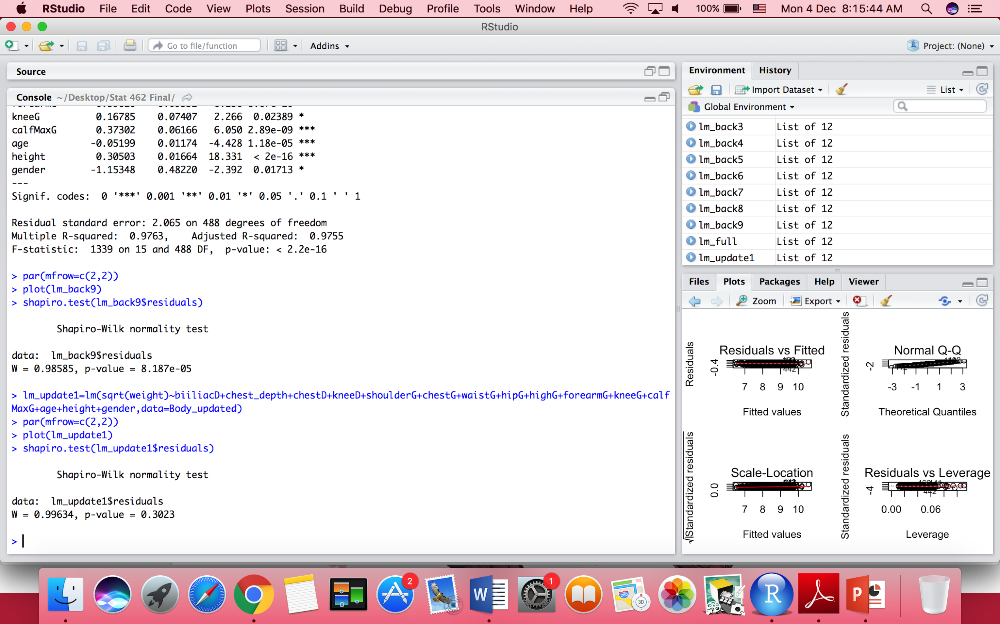 RStudio File Edit Code View Plots Session Build Debug Profile Tools Window Help 100% Mon 4 Dec 8:15:44 AM
RStudio
Go to file/function Addins Project: (None)
Source
Console ~/Desktop/Stat 462 Final/
kneeG 0.16785 0.07407 2.266 0.02389 *
calfMaxG 0.37302 0.06166 6.050 2.89e-09 ***
age -0.05199 0.01174 -4.428 1.18e-05 ***
height 0.30503 0.01664 18.331 < 2e-16 ***
gender -1.15348 0.48220 -2.392 0.01713 *
---
Signif. codes: 0 '***' 0.001 '**' 0.01 '*' 0.05 '.' 0.1 ' ' 1
Residual standard error: 2.065 on 488 degrees of freedom
Multiple R-squared: 0.9763, Adjusted R-squared: 0.9755
F-statistic: 1339 on 15 and 488 DF, p-value: < 2.2e-16
> par(mfrow=c(2,2))
> plot(lm_back9)
> shapiro.test(lm_back9$residuals)
Shapiro-Wilk normality test
data: lm_back9$residuals
W = 0.98585, p-value = 8.187e-05
> lm_update1=lm(sqrt(weight)~biiliacD+chest_depth+chestD+kneeD+shoulderG+chestG+waistG+hipG+highG+forearmG+kneeG+calf
MaxG+age+height+gender,data=Body_updated)
> par(mfrow=c(2,2))
> plot(lm_update1)
> shapiro.test(lm_update1$residuals)
Shapiro-Wilk normality test
data: lm_update1$residuals
W = 0.99634, p-value = 0.3023
>
Environment History
Import Dataset List
Global Environment
lm_back3 List of 12
lm_back4 List of 12
lm_back5 List of 12
lm_back6 List of 12
lm_back7 List of 12
lm_back8 List of 12
lm_back9 List of 12
lm_full List of 12
lm_update1 List of 12
Files Plots Packages Help Viewer
Zoom Export
Residuals vs Fitted
Residuals
-0.4
442
7 8 9 10
Fitted values
Normal Q-Q
Standardized residuals
-2
-3 -1 1 3
Theoretical Quantiles
Scale-Location
√|Standardized residuals
0.0
7 8 9 10
Fitted values
Residuals vs Leverage
Standardized residuals
-4
442
0.00 0.06
Leverage
2
W
1
280
3D
R
P